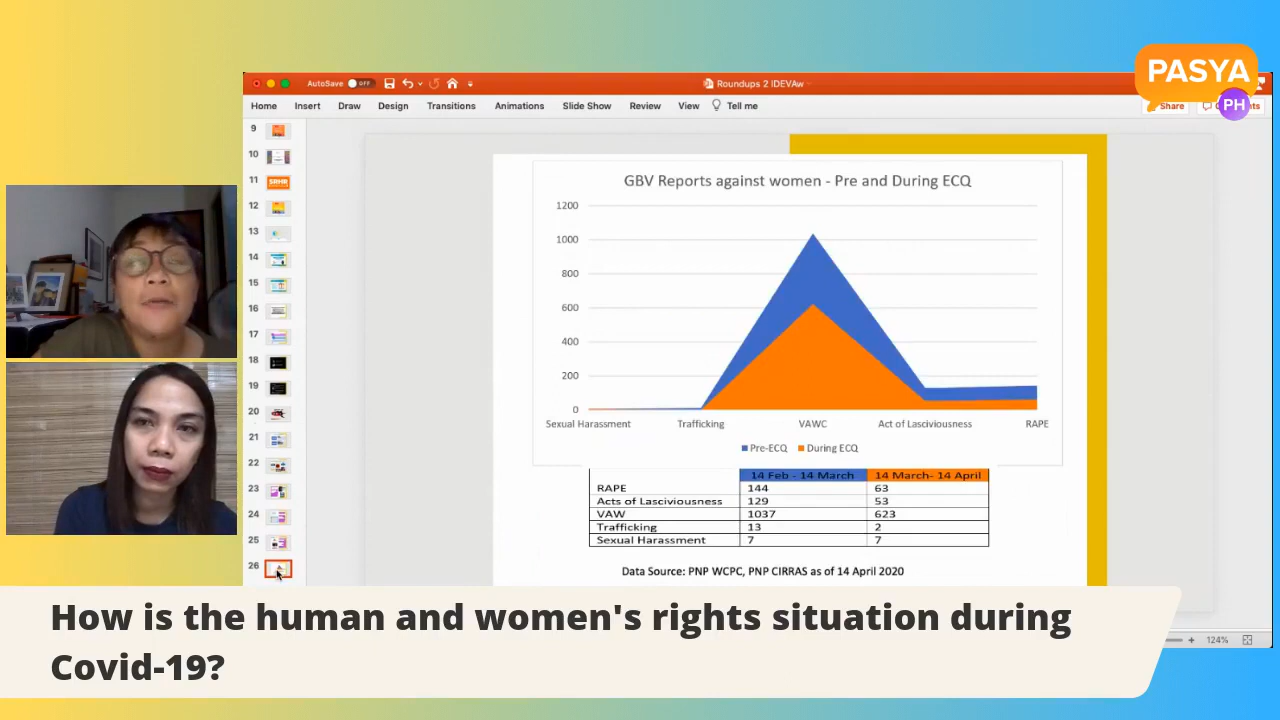 PASYA
PH
AutoSave OFF
Roundups 2 IDEVAw
Home Insert Draw Design Transitions Animations Slide Show Review View Tell me
Share
9
10
11
12
13
14
15
16
17
18
19
20
21
22
23
24
25
26
GBV Reports against women - Pre and During ECQ
1200
1000
800
600
400
200
0
Sexual Harassment Trafficking VAWC Act of Lasciviousness RAPE
Pre-ECQ During ECQ
14 Feb - 14 March 14 March- 14 April
RAPE 144 63
Acts of Lasciviousness 129 53
VAW 1037 623
Trafficking 13 2
Sexual Harassment 7 7
Data Source: PNP WCPC, PNP CIRRAS as of 14 April 2020
How is the human and women's rights situation during
Covid-19?
124%